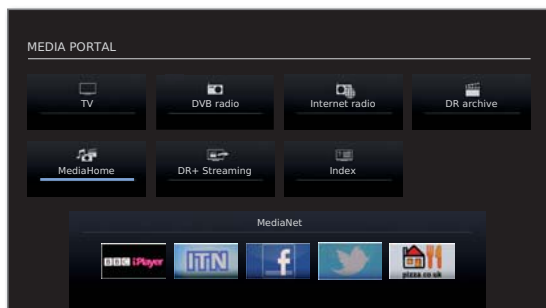 MEDIA PORTAL
TV
DVB radio
Internet radio
DR archive
MediaHome
DR+ Streaming
Index
MediaNet
BBC iPlayer
ITN
f
pizza.co.uk